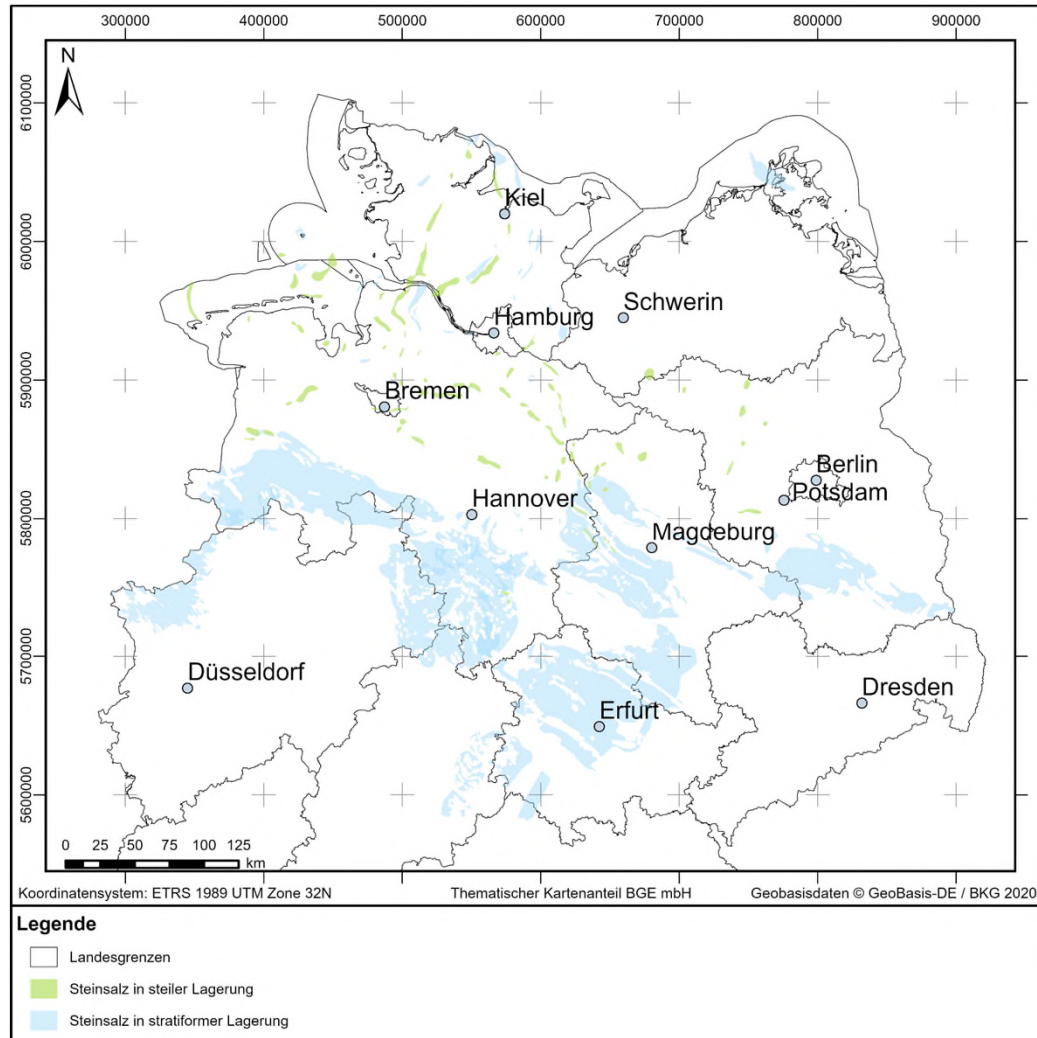 300000 400000 500000 600000 700000 800000 900000
N
6100000
6000000
5900000
5800000
5700000
5600000
Kiel
Schwerin
Hamburg
Bremen
Berlin
Potsdam
Hannover
Magdeburg
Düsseldorf
Dresden
Erfurt
0 25 50 75 100 125
km
Koordinatensystem: ETRS 1989 UTM Zone 32N Thematischer Kartenanteil BGE mbH Geobasisdaten © GeoBasis-DE / BKG 2020
Legende
Landesgrenzen
Steinsalz in steiler Lagerung
Steinsalz in stratiformer Lagerung